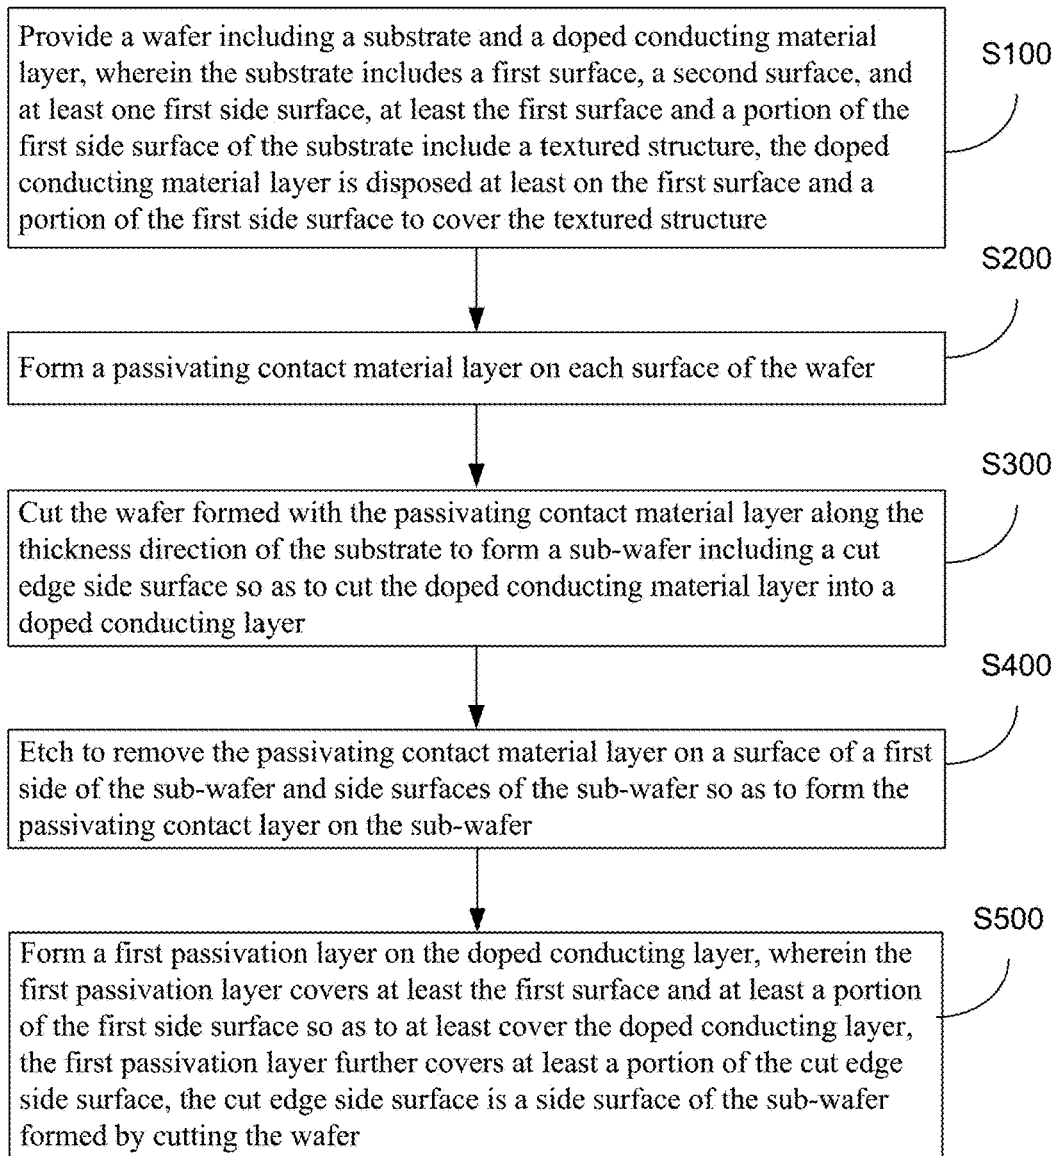 Provide a wafer including a substrate and a doped conducting material
layer, wherein the substrate includes a first surface, a second surface, and
at least one first side surface, at least the first surface and a portion of the
first side surface of the substrate include a textured structure, the doped
conducting material layer is disposed at least on the first surface and a
portion of the first side surface to cover the textured structure
S100
S200
Form a passivating contact material layer on each surface of the wafer
S300
Cut the wafer formed with the passivating contact material layer along the
thickness direction of the substrate to form a sub-wafer including a cut
edge side surface so as to cut the doped conducting material layer into a
doped conducting layer
S400
Etch to remove the passivating contact material layer on a surface of a first
side of the sub-wafer and side surfaces of the sub-wafer so as to form the
passivating contact layer on the sub-wafer
S500
Form a first passivation layer on the doped conducting layer, wherein the
first passivation layer covers at least the first surface and at least a portion
of the first side surface so as to at least cover the doped conducting layer,
the first passivation layer further covers at least a portion of the cut edge
side surface, the cut edge side surface is a side surface of the sub-wafer
formed by cutting the wafer